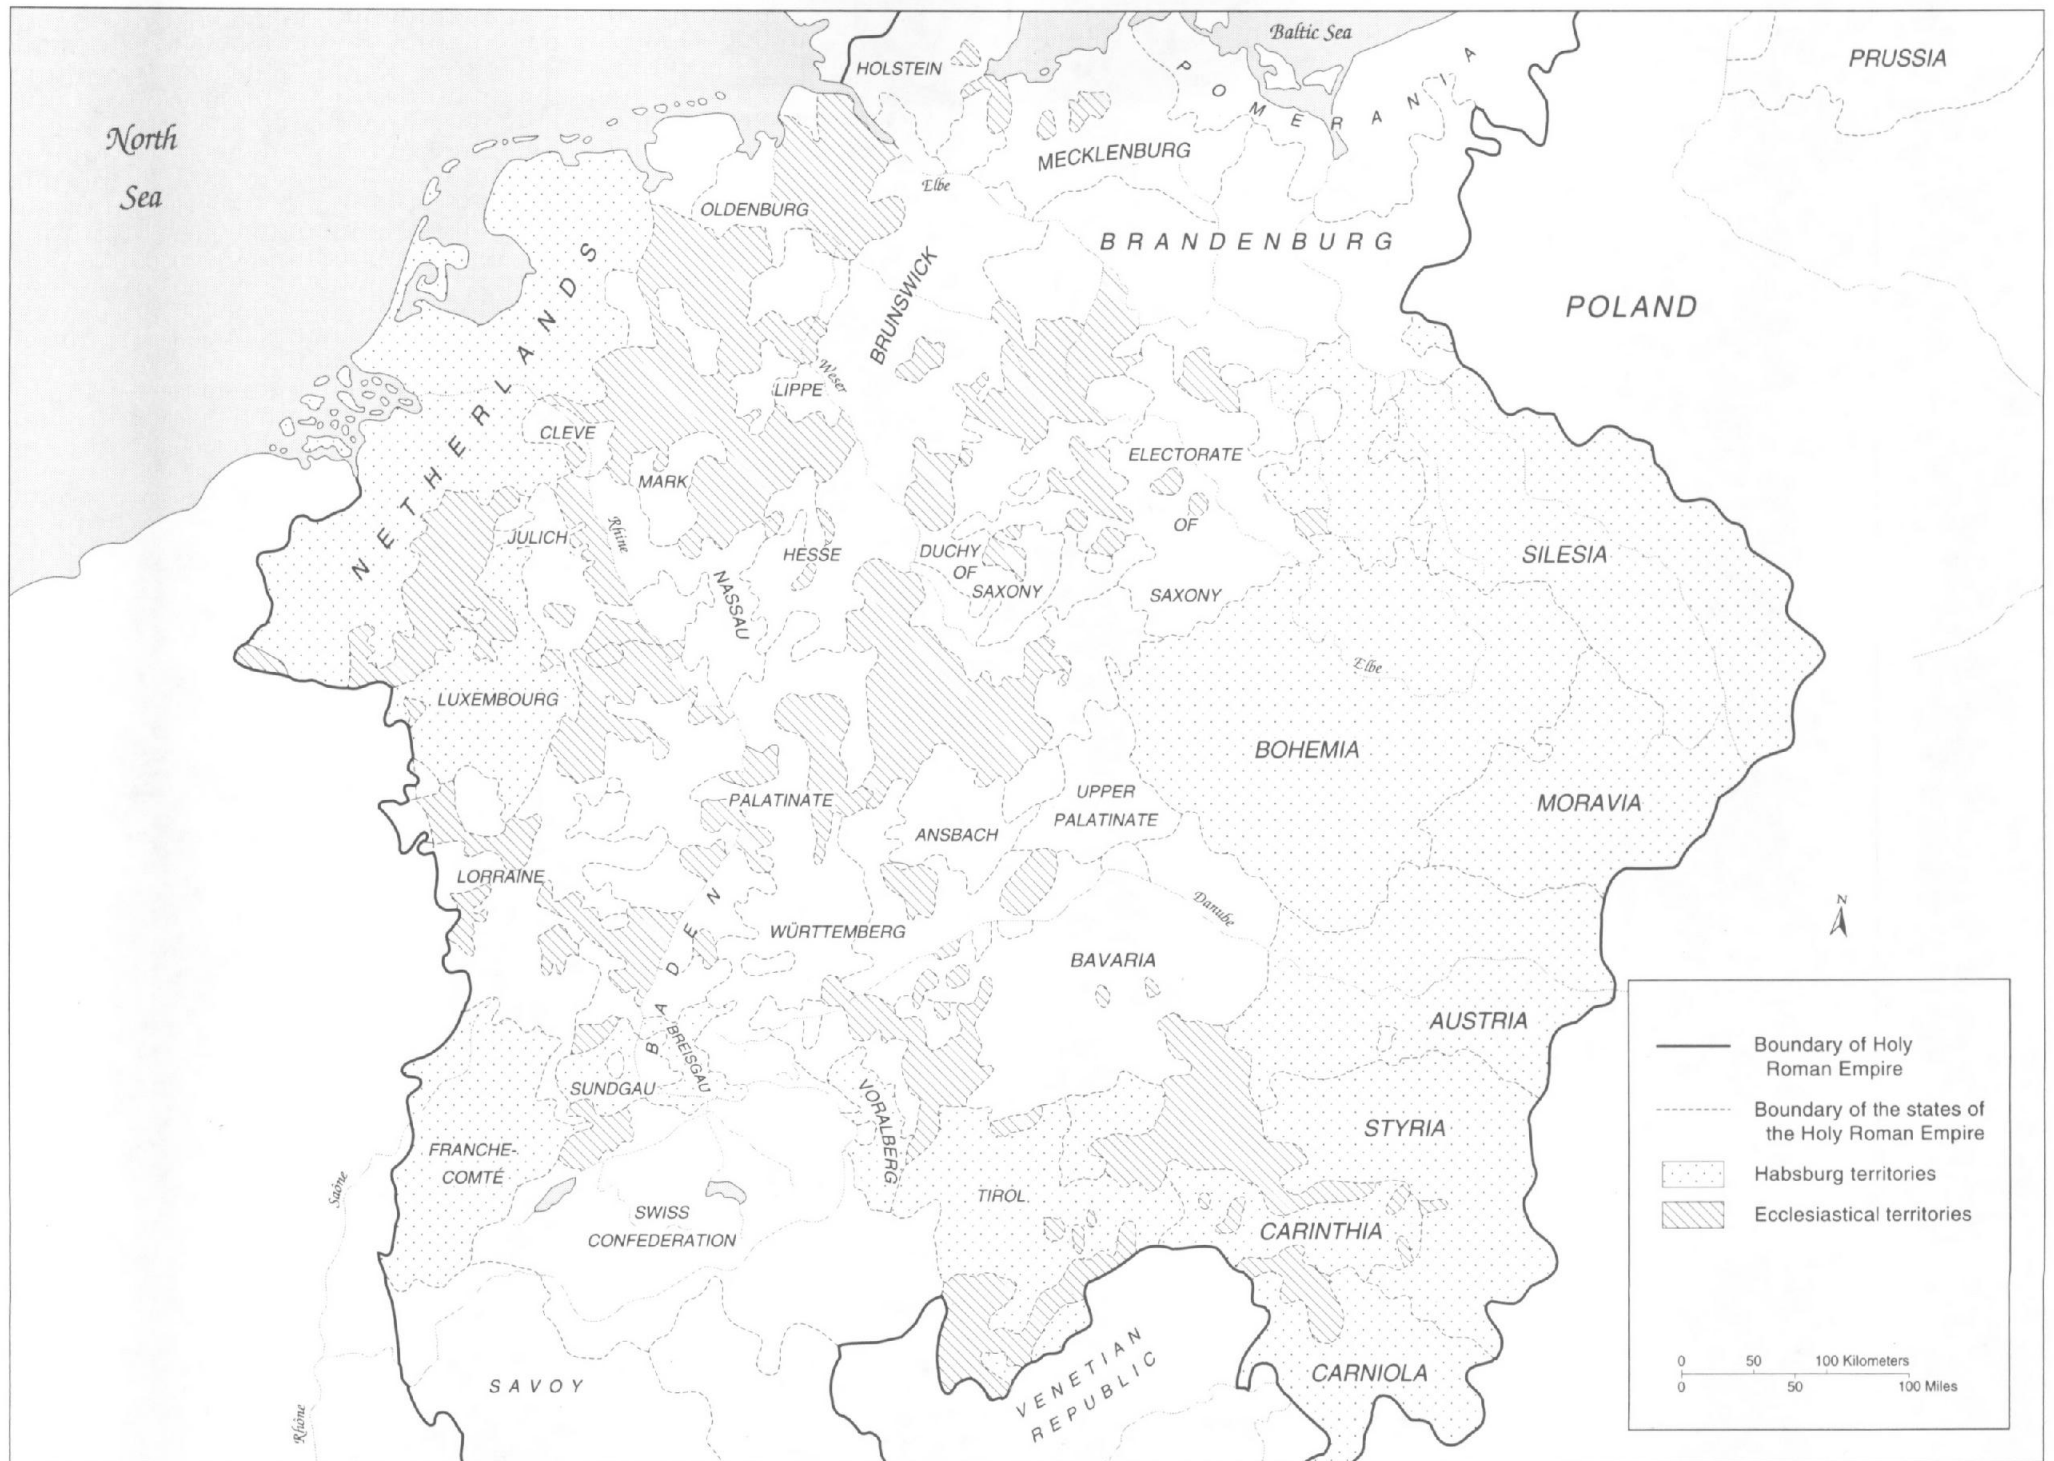 Baltic Sea
PRUSSIA
HOLSTEIN
POMERANIA
North
Sea
MECKLENBURG
Elbe
OLDENBURG
BRANDENBURG
NETHERLANDS
BRUNSWICK
POLAND
LIPPE
Weser
CLEVE
ELECTORATE
OF
SAXONY
MARK
JULICH
Rhine
HESSE
DUCHY
OF
SAXONY
SILESIA
NASSAU
Elbe
LUXEMBOURG
BOHEMIA
PALATINATE
UPPER
PALATINATE
MORAVIA
ANSBACH
LORRAINE
BADEN
Danube
WÜRTTEMBERG
BAVARIA
N
AUSTRIA
BREISGAU
SUNDGAU
VORALBERG
STYRIA
FRANCHE-
COMTÉ
Saône
TIROL
SWISS
CONFEDERATION
CARINTHIA
VENETIAN
REPUBLIC
CARNIOLA
SAVOY
Rhône
Boundary of Holy
Roman Empire
Boundary of the states of
the Holy Roman Empire
Habsburg territories
Ecclesiastical territories
0 50 100 Kilometers
0 50 100 Miles